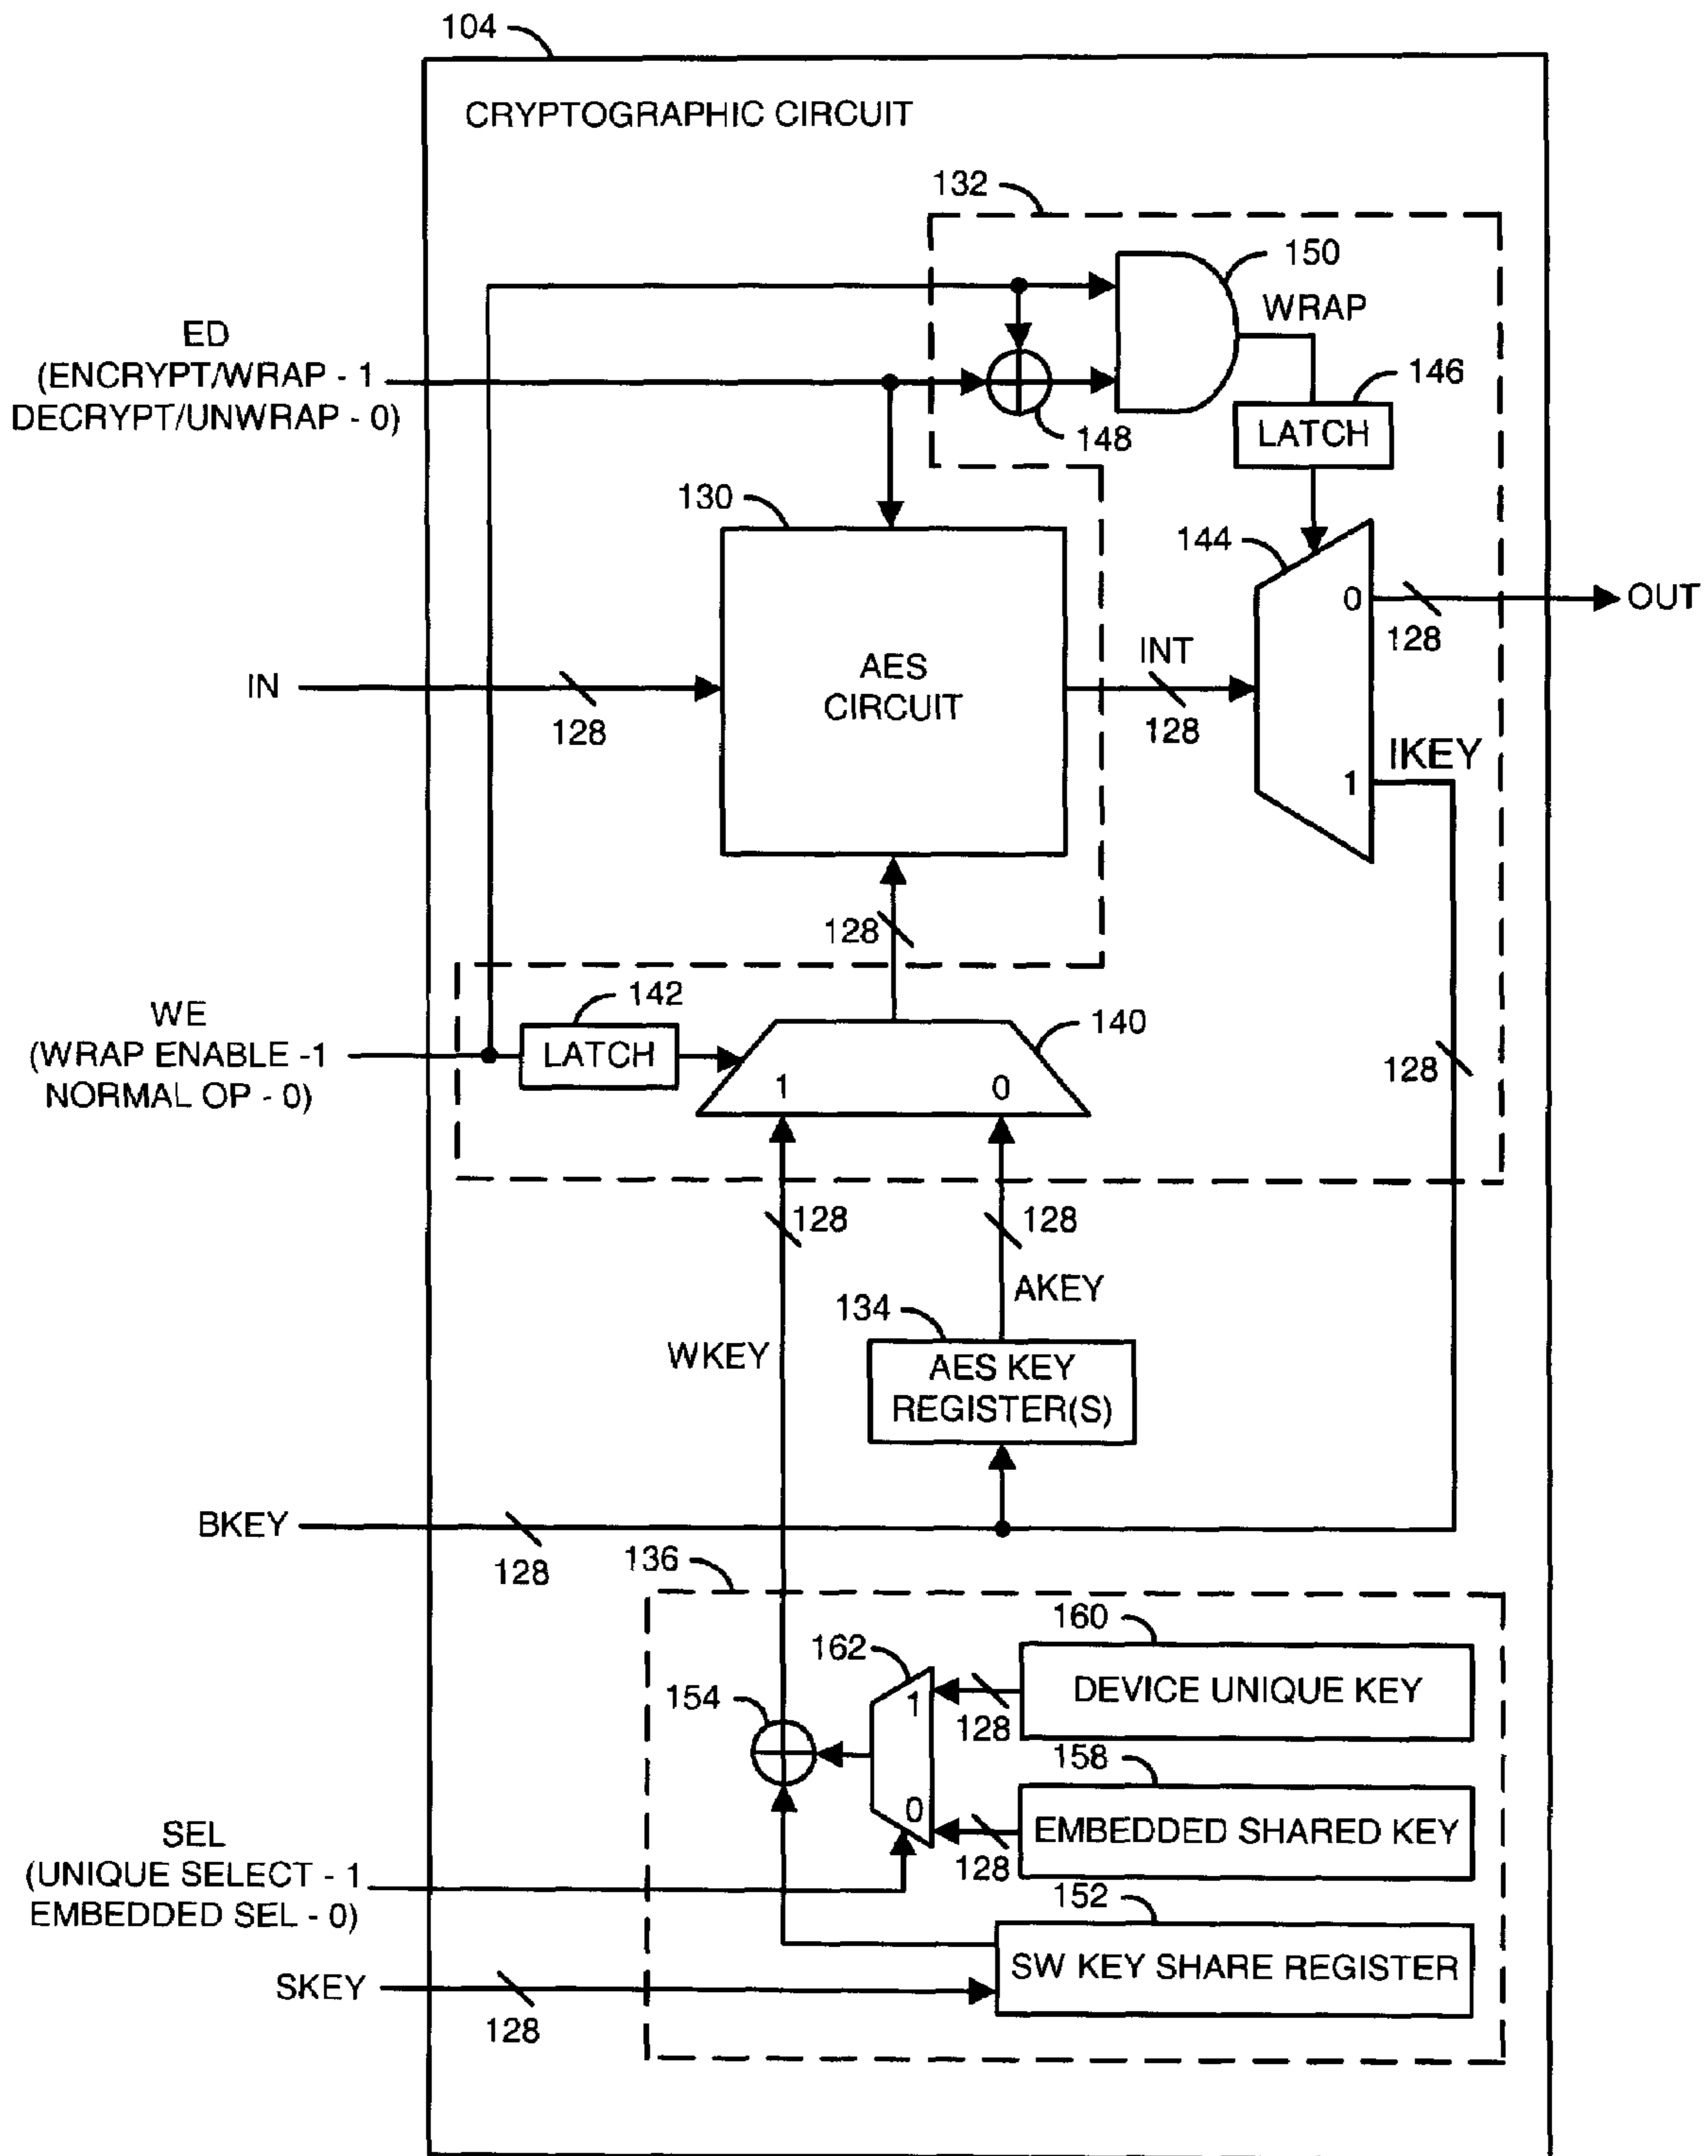 104
CRYPTOGRAPHIC CIRCUIT
132
150
WRAP
ED
(ENCRYPT/WRAP - 1
DECRYPT/UNWRAP - 0)
146
LATCH
148
130
144
0
OUT
128
AES
CIRCUIT
INT
128
IN
128
IKEY
1
128
WE
(WRAP ENABLE -1
NORMAL OP - 0)
142
LATCH
140
1
0
128
128
128
AKEY
134
WKEY
AES KEY
REGISTER(S)
BKEY
128
136
160
162
1
DEVICE UNIQUE KEY
128
154
158
0
EMBEDDED SHARED KEY
128
SEL
(UNIQUE SELECT - 1
EMBEDDED SEL - 0)
152
SW KEY SHARE REGISTER
SKEY
128